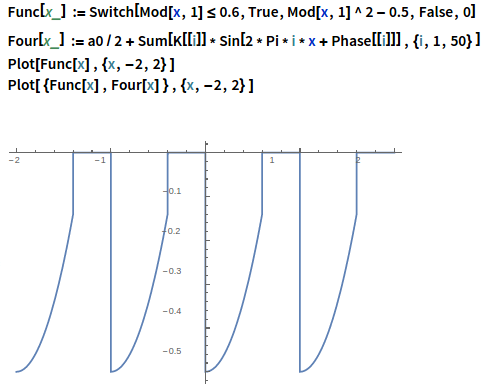 Func[x_] := Switch[Mod[x, 1] ≤ 0.6, True, Mod[x, 1] ^ 2 - 0.5, False, 0]
Four[x_] := a0 / 2 + Sum[K[[i]] * Sin[2 * Pi * i * x + Phase[[i]]] , {i, 1, 50}]
Plot[Func[x] , {x, -2, 2} ]
Plot[ {Func[x] , Four[x] } , {x, -2, 2} ]
-2 -1 1 2
-0.1
-0.2
-0.3
-0.4
-0.5